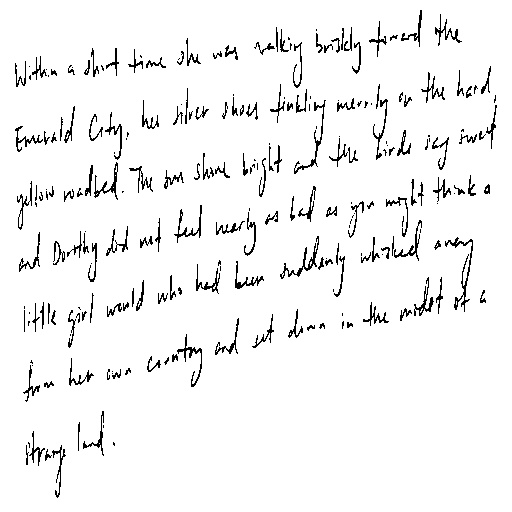 Within a short time she was walking briskly toward the
Emerald City, her silver shoes tinkling merrily on the hard,
yellow roadbed. The sun shone bright and the birds sang sweet
and Dorothy did not feel nearly as bad as you might think a
little girl would who had been suddenly whisked away
from her own country and set down in the midst of a
strange land.